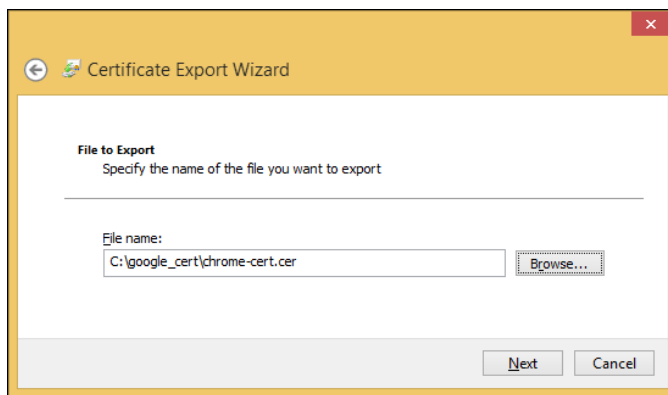 Certificate Export Wizard
File to Export
Specify the name of the file you want to export
File name:
C:\google_cert\chrome-cert.cer
Browse...
Next
Cancel